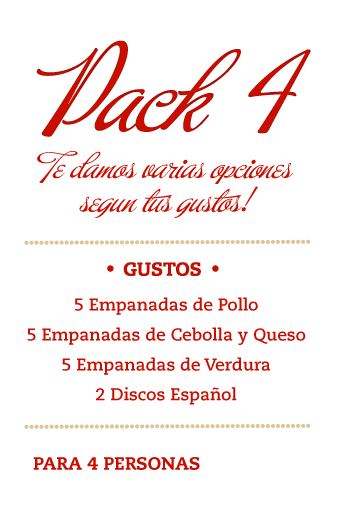 Pack 4
Te damos varias opciones
segun tus gustos!
• GUSTOS •
5 Empanadas de Pollo
5 Empanadas de Cebolla y Queso
5 Empanadas de Verdura
2 Discos Español
PARA 4 PERSONAS